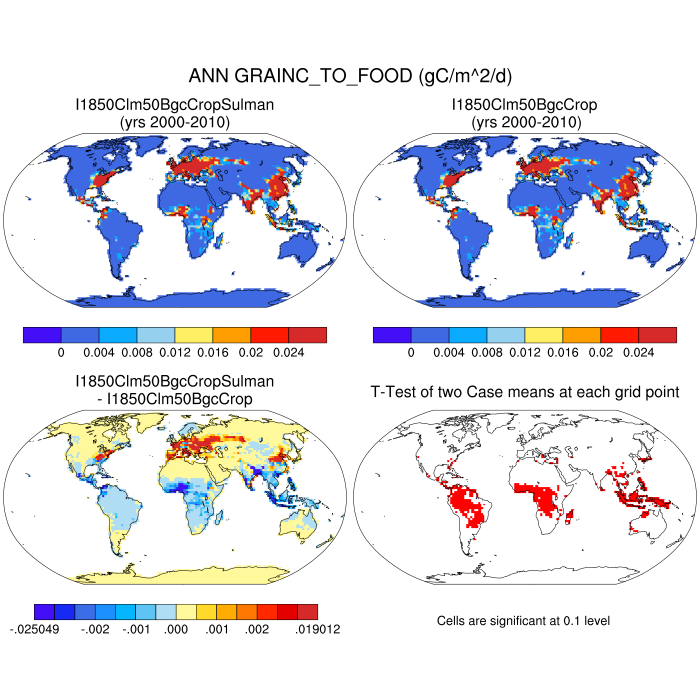 ANN GRAINC_TO_FOOD (gC/m^2/d)
I1850Clm50BgcCropSulman
(yrs 2000-2010)
I1850Clm50BgcCrop
(yrs 2000-2010)
0 0.004 0.008 0.012 0.016 0.02 0.024
0 0.004 0.008 0.012 0.016 0.02 0.024
I1850Clm50BgcCropSulman
- I1850Clm50BgcCrop
T-Test of two Case means at each grid point
-.025049 -.002 -.001 .000 .001 .002 .019012
Cells are significant at 0.1 level